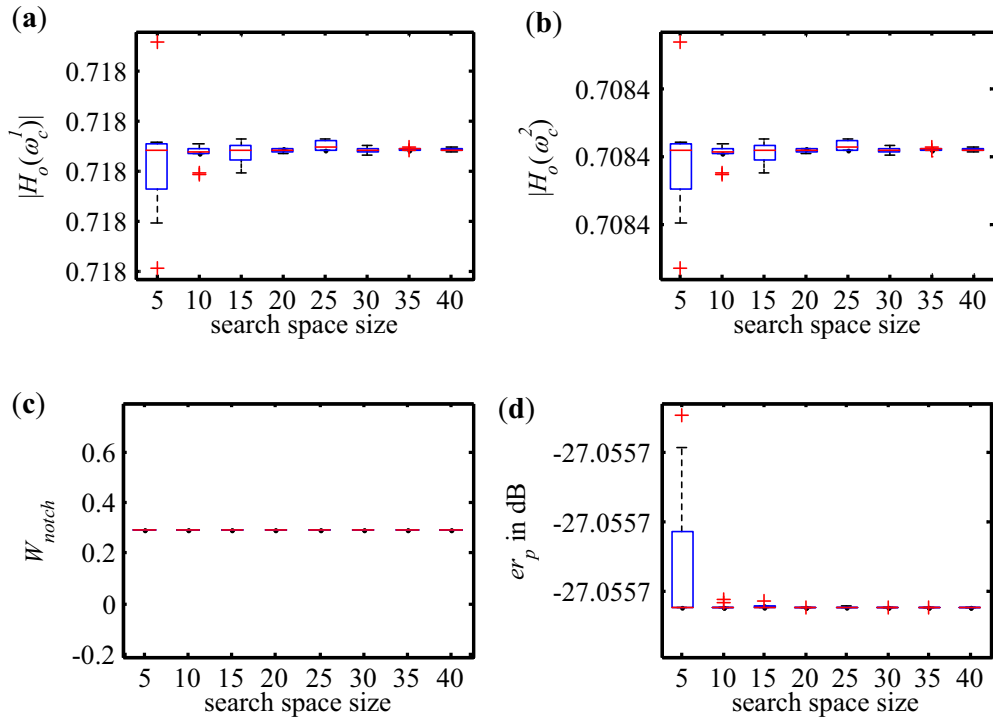 (a)
|H_o(ω_c^1)|
0.718
0.718
0.718
0.718
0.718
5 10 15 20 25 30 35 40
search space size
(b)
|H_o(ω_c^2)
0.7084
0.7084
0.7084
5 10 15 20 25 30 35 40
search space size
(c)
W_notch
0.6
0.4
0.2
0
-0.2
5 10 15 20 25 30 35 40
search space size
(d)
er_p in dB
-27.0557
-27.0557
-27.0557
5 10 15 20 25 30 35 40
search space size